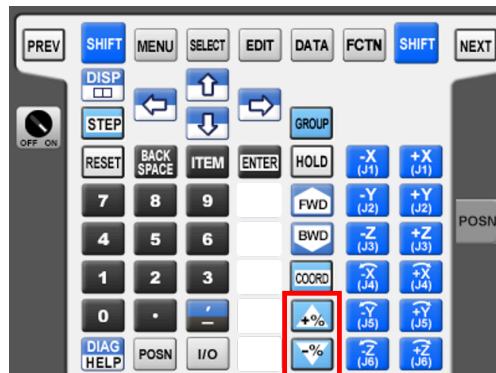 PREV SHIFT MENU SELECT EDIT DATA FCTN SHIFT NEXT
DISP
STEP GROUP
OFF ON
RESET BACK SPACE ITEM ENTER HOLD -X (J1) +X (J1)
7 8 9 FWD -Y (J2) +Y (J2)
4 5 6 BWD -Z (J3) +Z (J3)
POSN
1 2 3 COORD -X (J4) +X (J4)
0 . ′ — +% -Y (J5) +Y (J5)
DIAG HELP POSN I/O -% -Z (J6) +Z (J6)